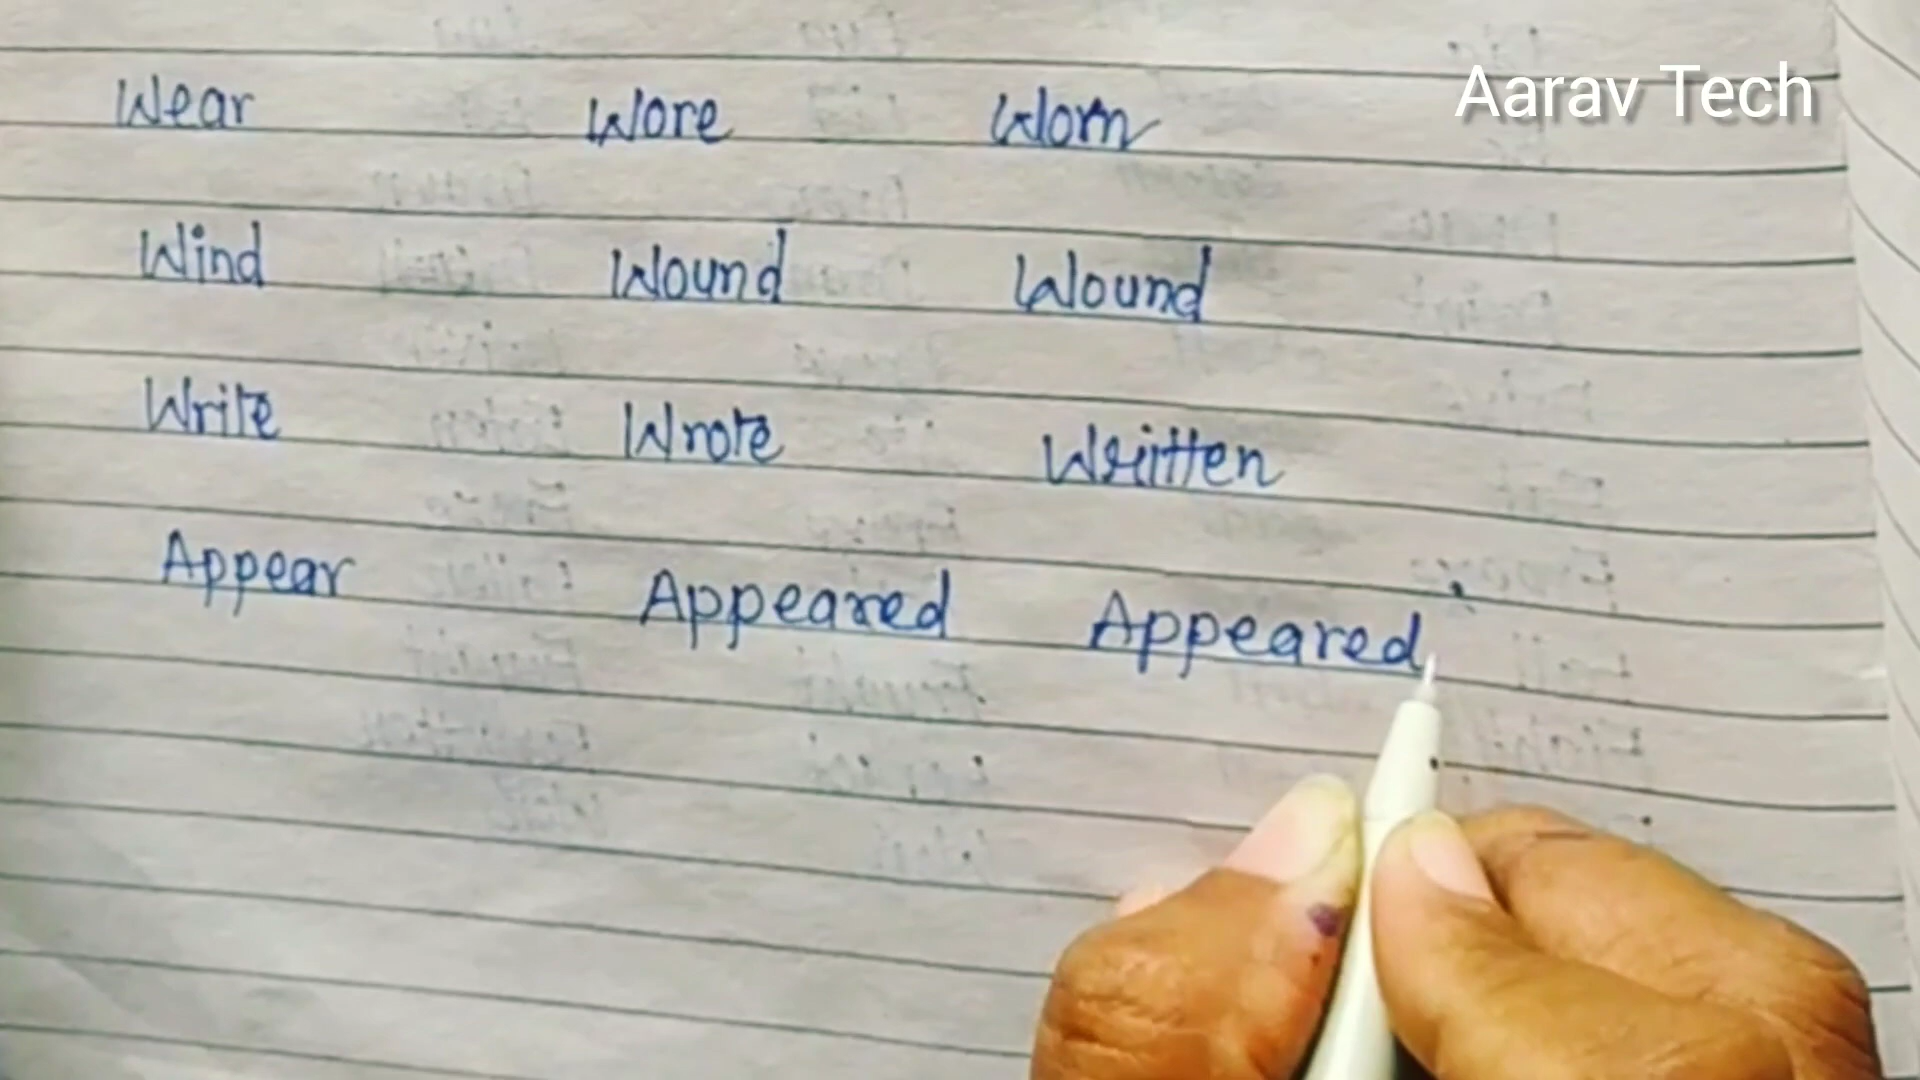 Aarav Tech
Wear Wore Worn
Wind Wound Wound
Write Wrote Written
Appear Appeared Appeared